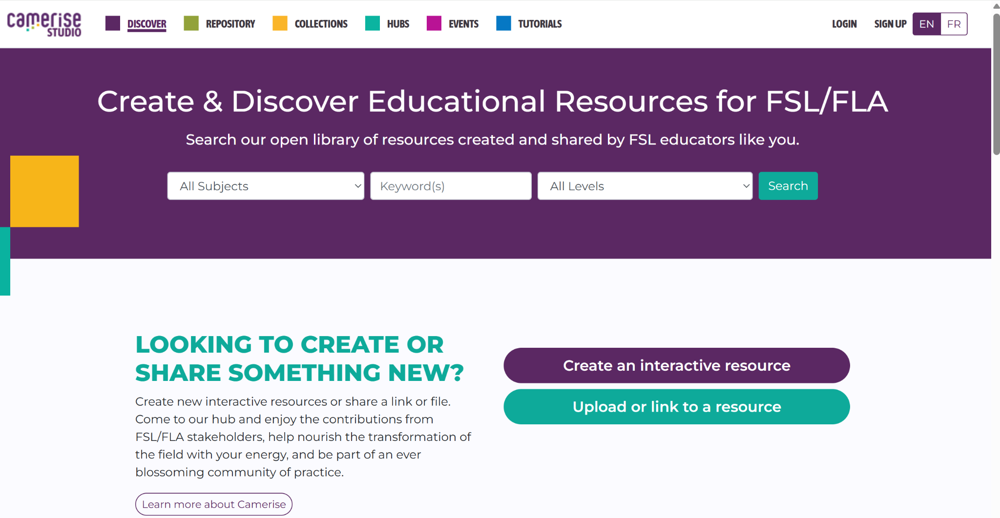 camerise
STUDIO
DISCOVER
REPOSITORY
COLLECTIONS
HUBS
EVENTS
TUTORIALS
LOGIN
SIGN UP
EN
FR
Create & Discover Educational Resources for FSL/FLA
Search our open library of resources created and shared by FSL educators like you.
All Subjects
Keyword(s)
All Levels
Search
LOOKING TO CREATE OR
SHARE SOMETHING NEW?
Create new interactive resources or share a link or file.
Come to our hub and enjoy the contributions from
FSL/FLA stakeholders, help nourish the transformation of
the field with your energy, and be part of an ever
blossoming community of practice.
Learn more about Camerise
Create an interactive resource
Upload or link to a resource